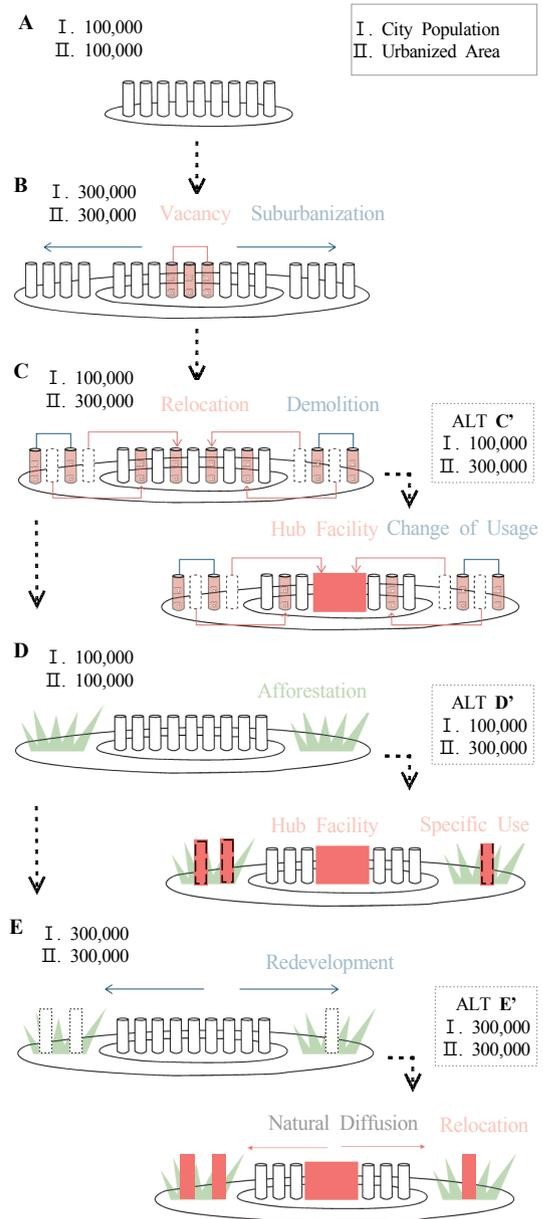 A
Ⅰ. 100,000
Ⅱ. 100,000
Ⅰ. City Population
Ⅱ. Urbanized Area
B
Ⅰ. 300,000
Ⅱ. 300,000
Vacancy
Suburbanization
C
Ⅰ. 100,000
Ⅱ. 300,000
Relocation
Demolition
ALT C’
Ⅰ. 100,000
Ⅱ. 300,000
Hub Facility
Change of Usage
D
Ⅰ. 100,000
Ⅱ. 100,000
Afforestation
ALT D’
Ⅰ. 100,000
Ⅱ. 300,000
Hub Facility
Specific Use
E
Ⅰ. 300,000
Ⅱ. 300,000
Redevelopment
ALT E’
Ⅰ. 300,000
Ⅱ. 300,000
Natural Diffusion
Relocation